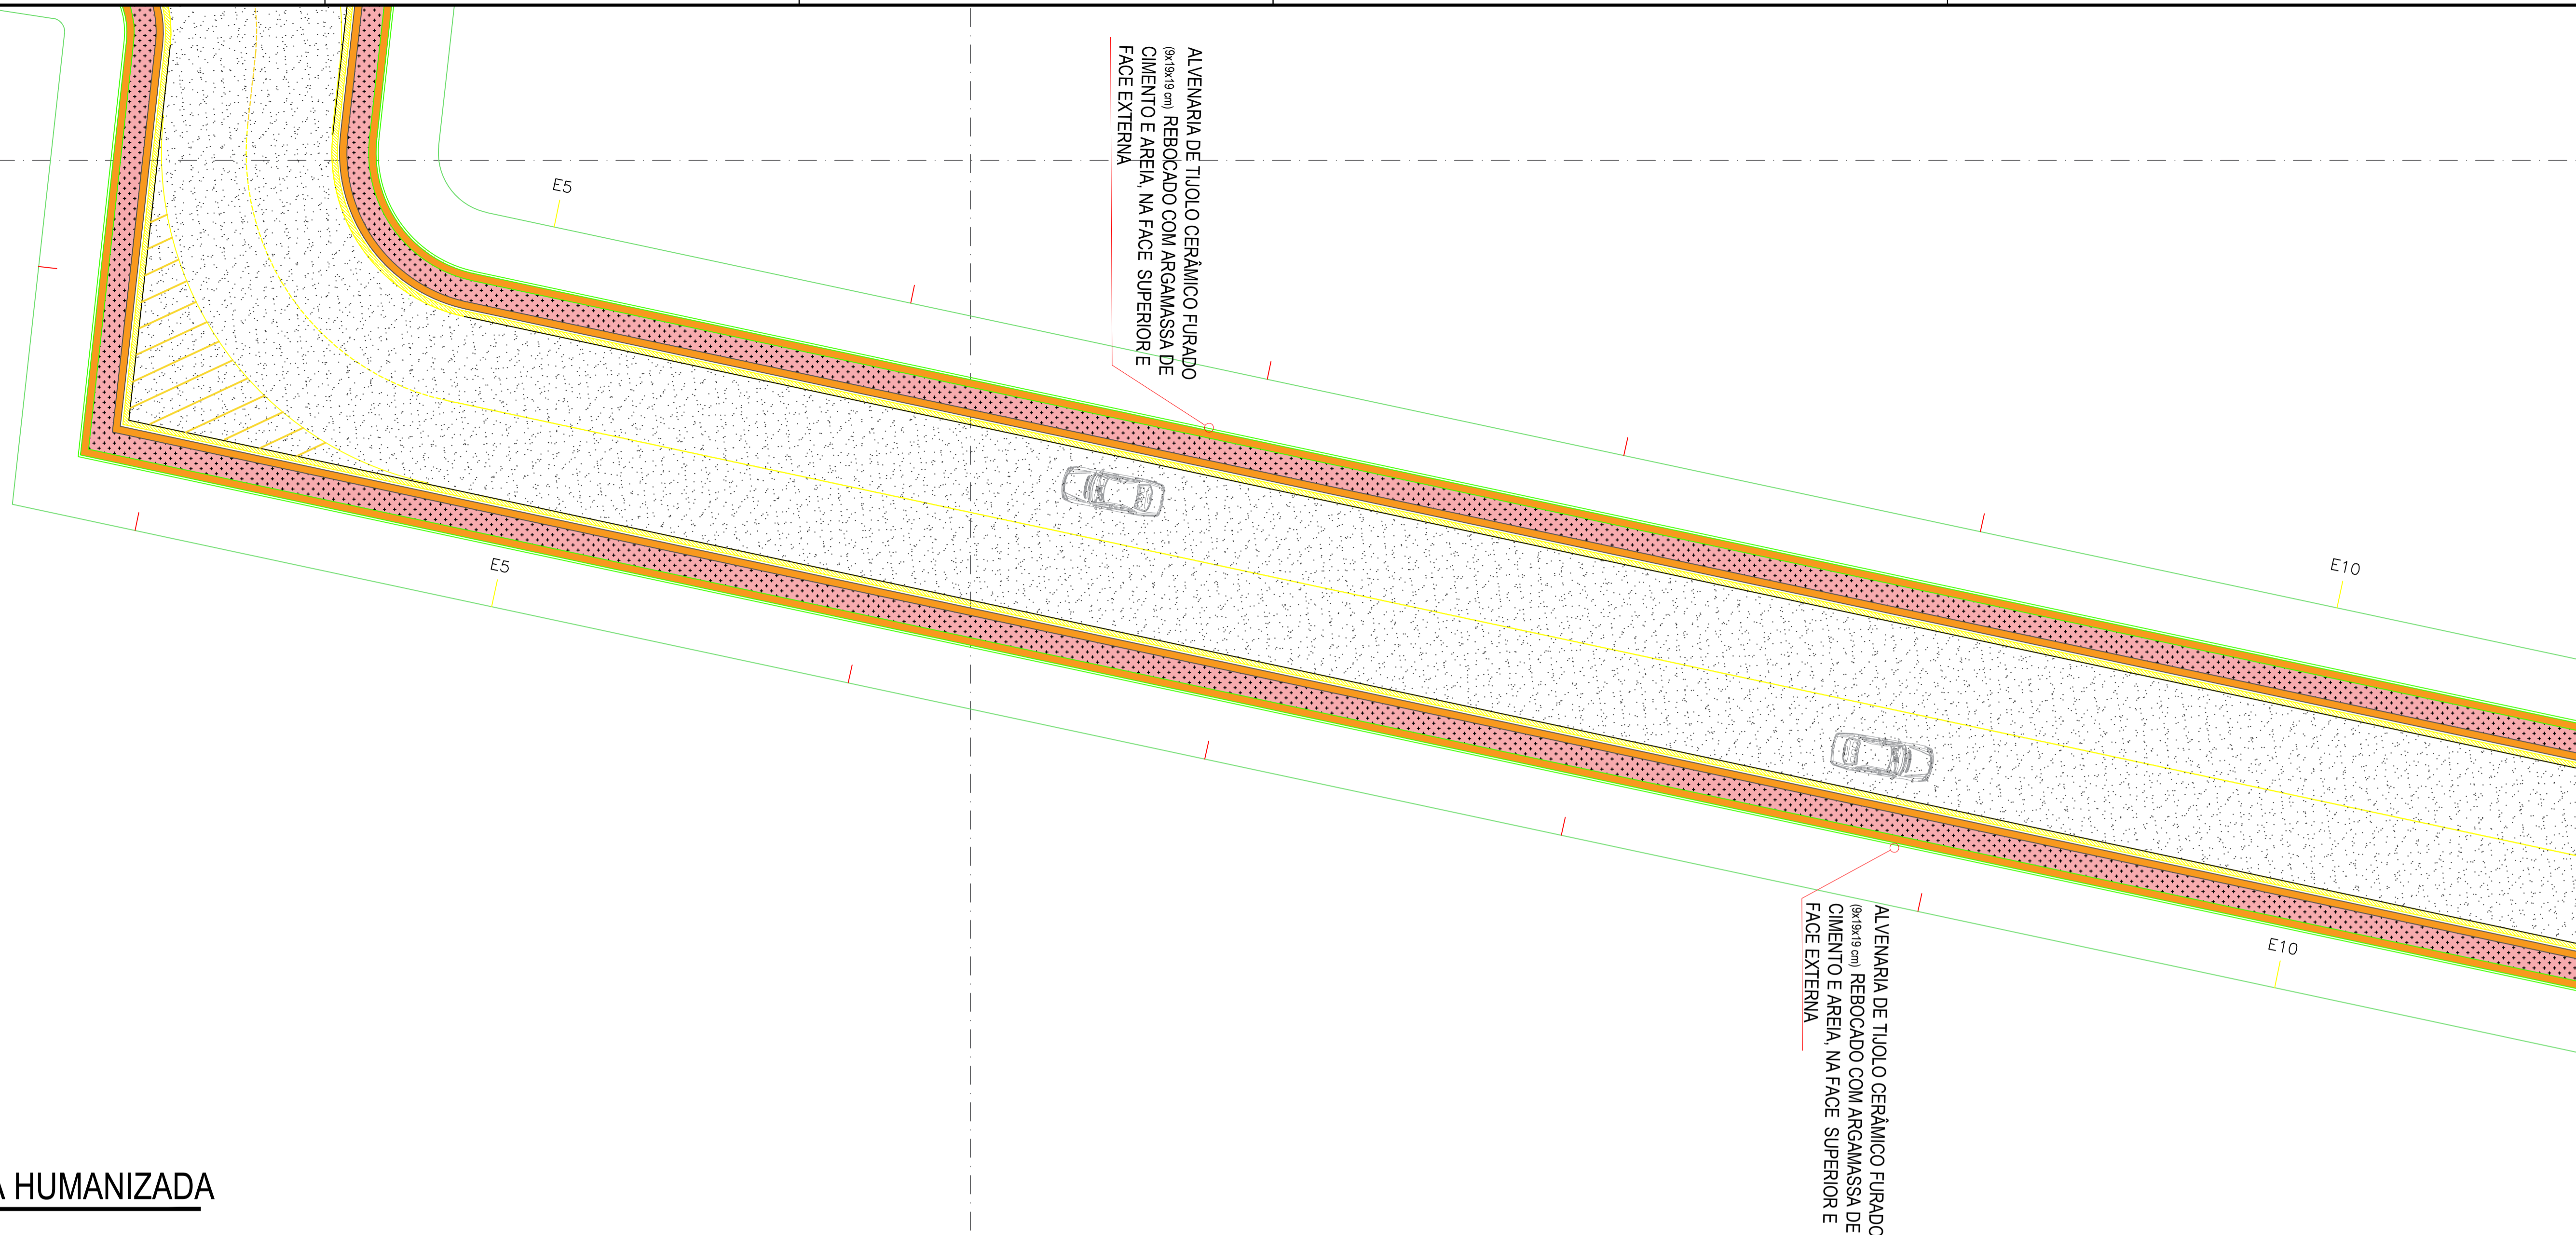 ALVENARIA DE TIJOLO CERÂMICO FURADO
(9x19x19 cm) REBOCADO COM ARGAMASSA DE
CIMENTO E AREIA, NA FACE SUPERIOR E
FACE EXTERNA
E5
E5
E10
E10
ALVENARIA DE TIJOLO CERÂMICO FURADO
(9x19x19 cm) REBOCADO COM ARGAMASSA DE
CIMENTO E AREIA, NA FACE SUPERIOR E
FACE EXTERNA
A HUMANIZADA